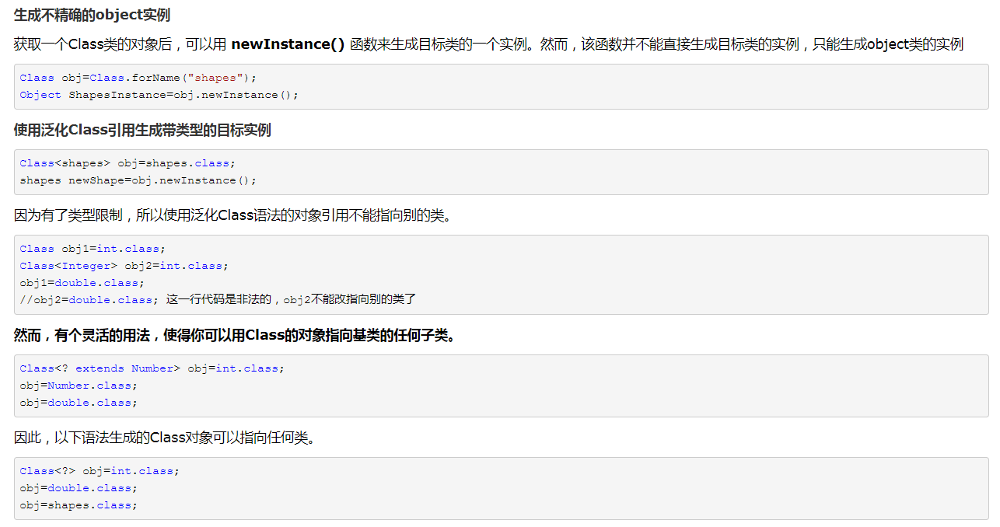 生成不精确的object实例
获取一个Class类的对象后，可以用 newInstance() 函数来生成目标类的一个实例。然而，该函数并不能直接生成目标类的实例，只能生成object类的实例
Class obj=Class.forName("shapes");
Object ShapesInstance=obj.newInstance();
使用泛化Class引用生成带类型的目标实例
Class<shapes> obj=shapes.class;
shapes newShape=obj.newInstance();
因为有了类型限制，所以使用泛化Class语法的对象引用不能指向别的类。
Class obj1=int.class;
Class<Integer> obj2=int.class;
obj1=double.class;
//obj2=double.class; 这一行代码是非法的，obj2不能改指向别的类了
然而，有个灵活的用法，使得你可以用Class的对象指向基类的任何子类。
Class<? extends Number> obj=int.class;
obj=Number.class;
obj=double.class;
因此，以下语法生成的Class对象可以指向任何类。
Class<?> obj=int.class;
obj=double.class;
obj=shapes.class;